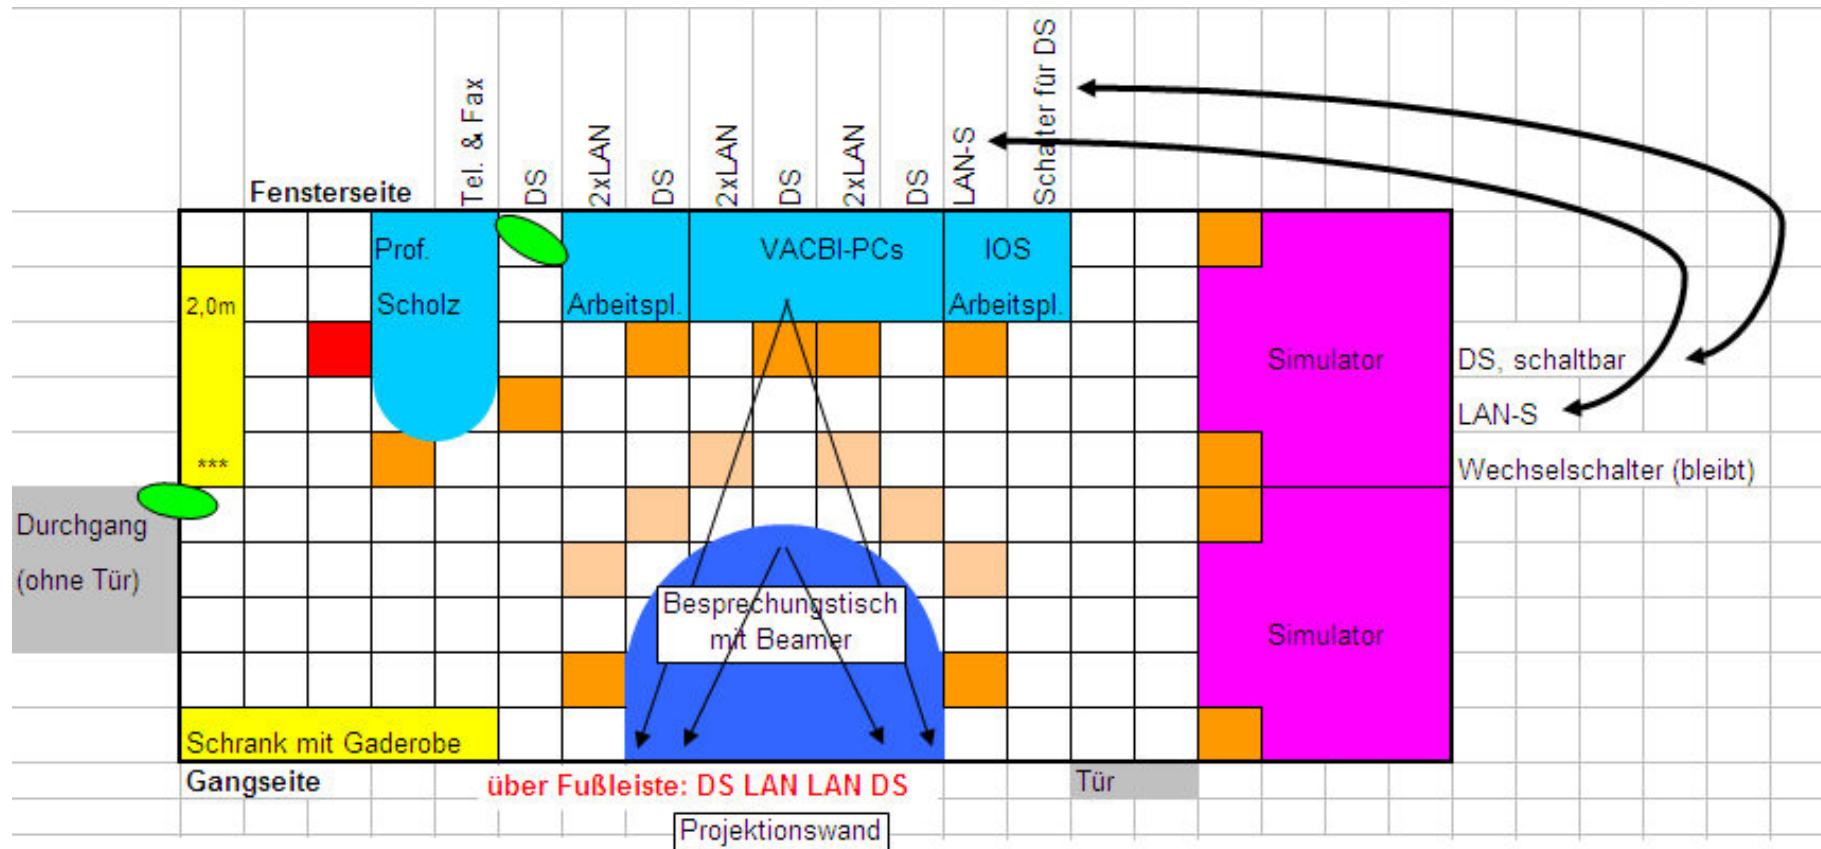 Tel. & Fax
DS
2xLAN
DS
2xLAN
DS
2xLAN
DS
LAN-S
Schalter für DS
Fensterseite
Prof.
Scholz
Arbeitspl.
VACBI-PCs
IOS
Arbeitspl.
2,0m
***
Simulator
DS, schaltbar
LAN-S
Wechselschalter (bleibt)
Durchgang
(ohne Tür)
Besprechungstisch
mit Beamer
Simulator
Schrank mit Gaderobe
Gangseite
über Fußleiste: DS LAN LAN DS
Tür
Projektionswand